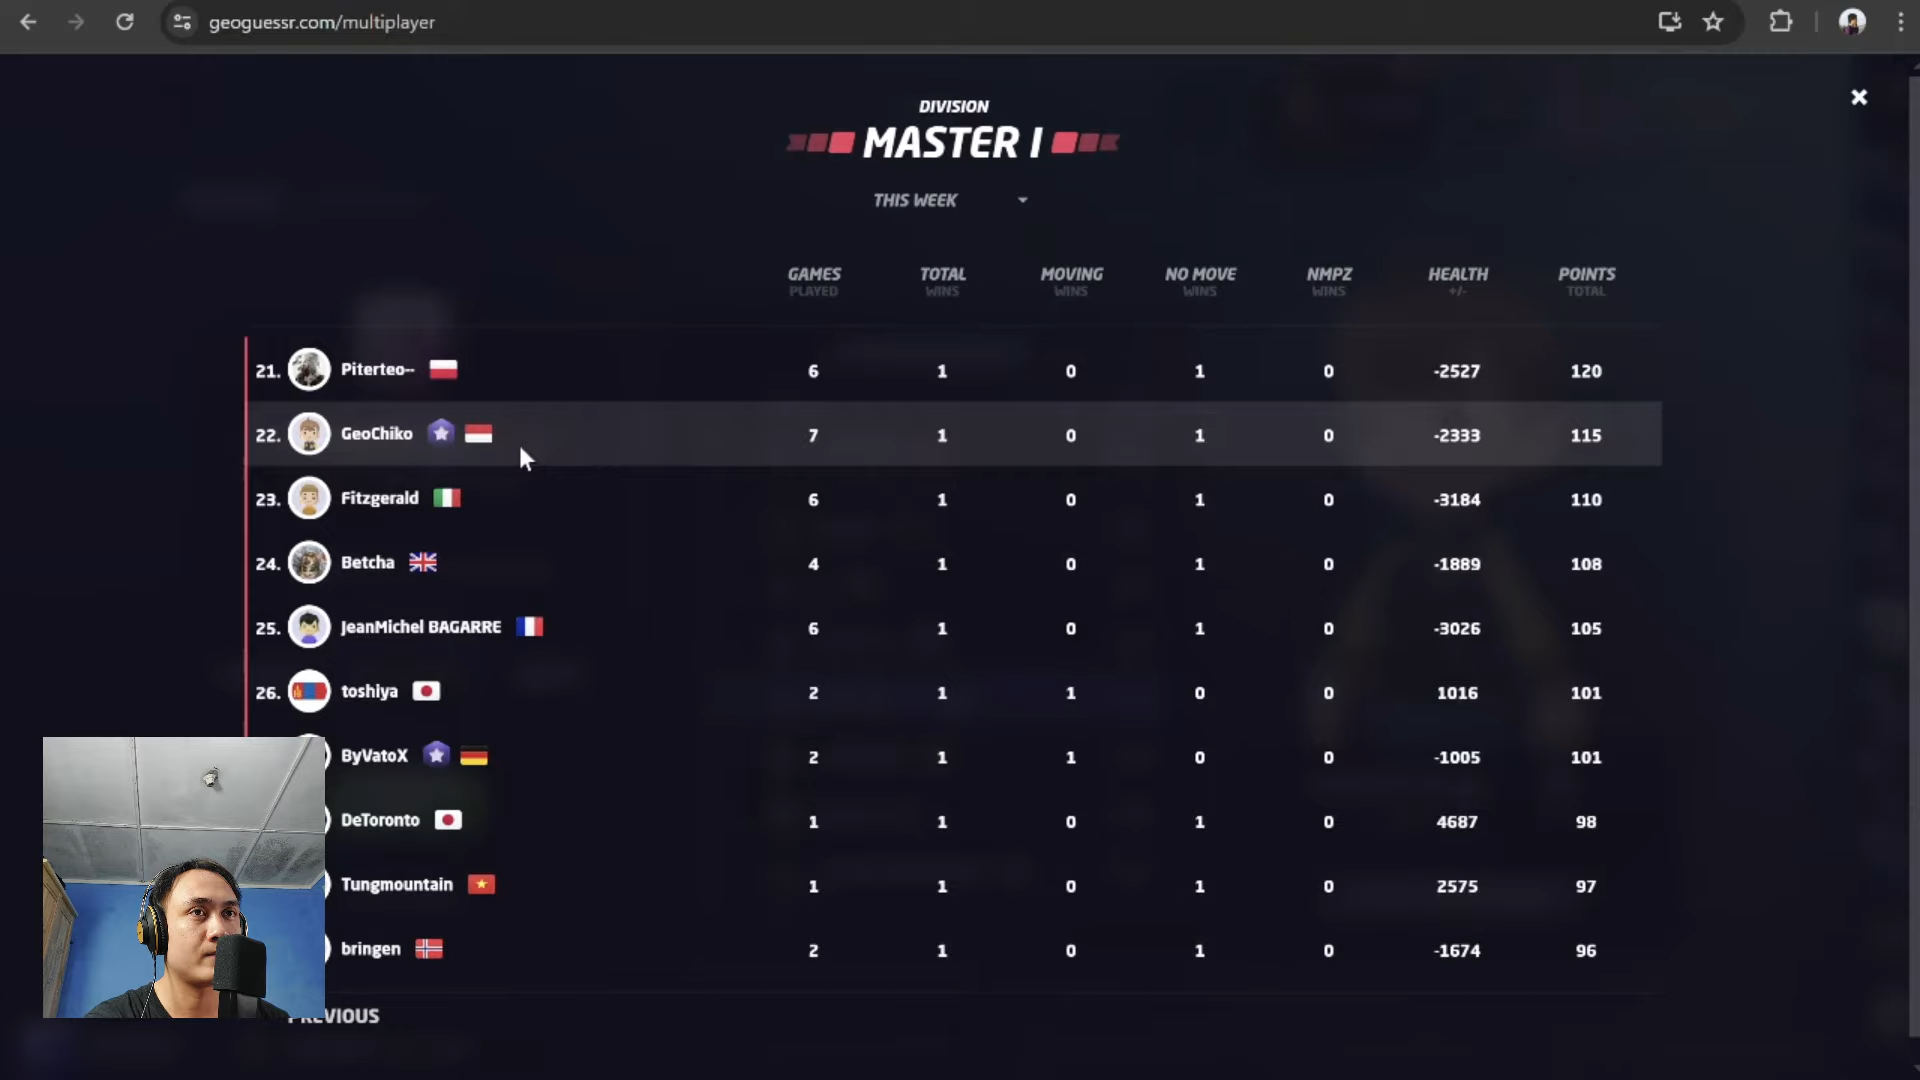 geoguessr.com/multiplayer
DIVISION
MASTER I
THIS WEEK
GAMES TOTAL MOVING NO MOVE NMPZ HEALTH POINTS
PLAYED WINS WINS WINS WINS +/- TOTAL
21. Piterteo-- 6 1 0 1 0 -2527 120
22. GeoChiko 7 1 0 1 0 -2333 115
23. Fitzgerald 6 1 0 1 0 -3184 110
24. Betcha 4 1 0 1 0 -1889 108
25. JeanMichel BAGARRE 6 1 0 1 0 -3026 105
26. toshiya 2 1 1 0 0 1016 101
ByVatoX 2 1 1 0 0 -1005 101
DeToronto 1 1 0 1 0 4687 98
Tungmountain 1 1 0 1 0 2575 97
bringen 2 1 0 1 0 -1674 96
PREVIOUS